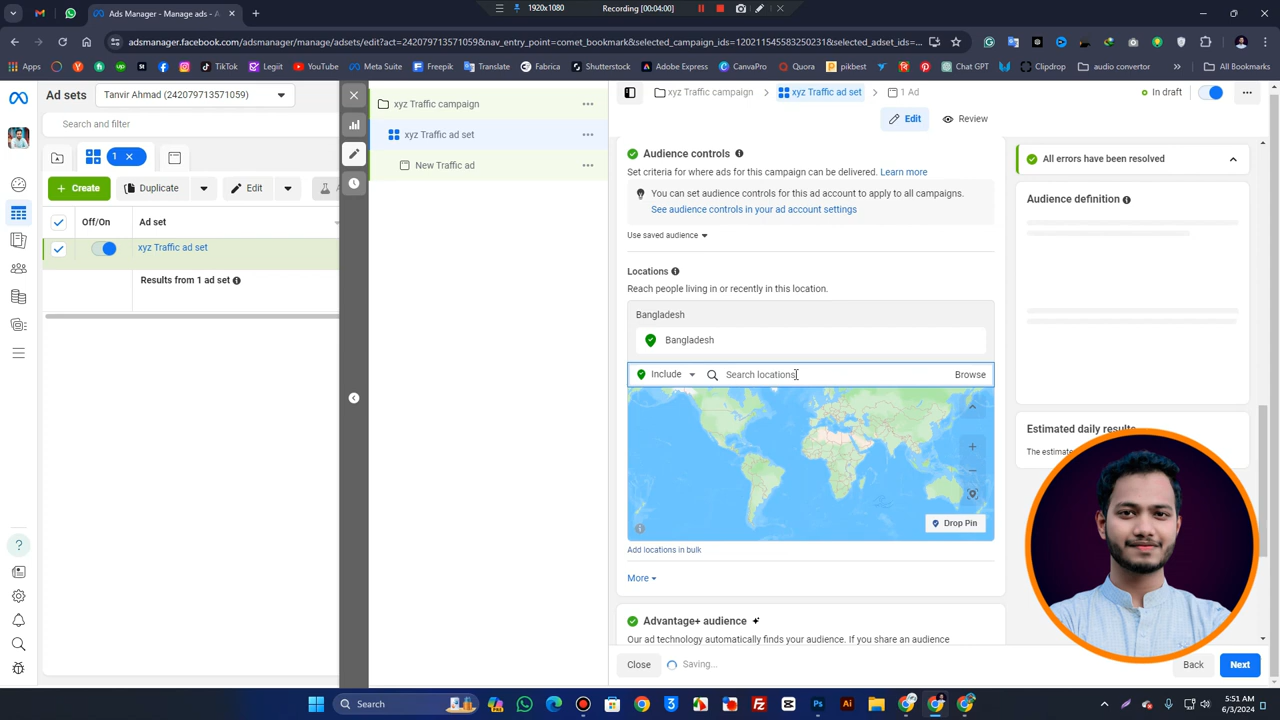 1920x1080
Recording [00:04:00]
Ads Manager - Manage ads - Ad sets
adsmanager.facebook.com/adsmanager/manage/adsets/edit?act=242079713571059&nav_entry_point=comet_bookmark&selected_campaign_ids=120211545583250231&selected_adset_ids=...
Apps
Q
fb
up
St
TikTok
Legiit
YouTube
Meta Suite
Freepik
Translate
Fabrica
Shutterstock
Adobe Express
CanvaPro
Quora
pikbest
Chat GPT
Clipdrop
All Bookmarks
Ad sets
Tanvir Ahmad (242079713571059)
Search and filter
1
Create
Duplicate
Edit
A
Off/On
Ad set
xyz Traffic ad set
Results from 1 ad set
xyz Traffic campaign
xyz Traffic ad set
New Traffic ad
xyz Traffic campaign
xyz Traffic ad set
1 Ad
In draft
Edit
Review
Audience controls
Set criteria for where ads for this campaign can be delivered. Learn more
You can set audience controls for this ad account to apply to all campaigns.
See audience controls in your ad account settings
Use saved audience
Locations
Reach people living in or recently in this location.
Bangladesh
Bangladesh
Include
Search locations
Browse
Drop Pin
Add locations in bulk
More
Advantage+ audience
Our ad technology automatically finds your audience. If you share an audience
Close
Saving...
Back
Next
All errors have been resolved
Audience definition
Estimated daily results
The estimate
Search
5:51 AM
6/3/2024